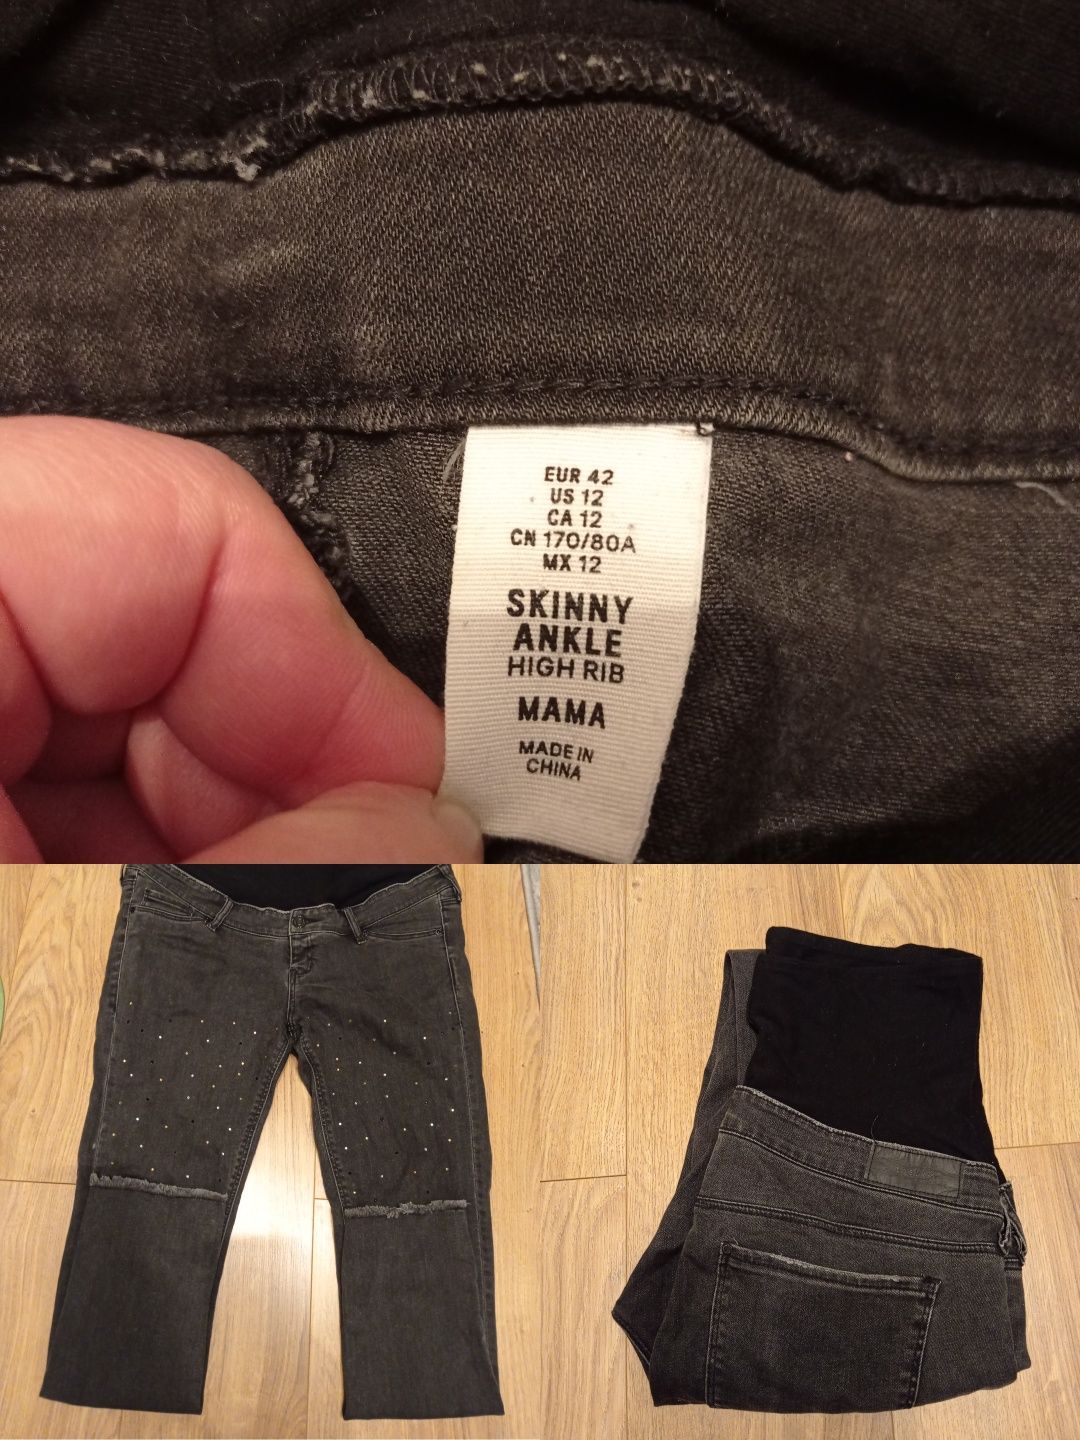 EUR 42
US 12
CA 12
CN 170/80A
MX 12
SKINNY
ANKLE
HIGH RIB
MAMA
MADE IN
CHINA